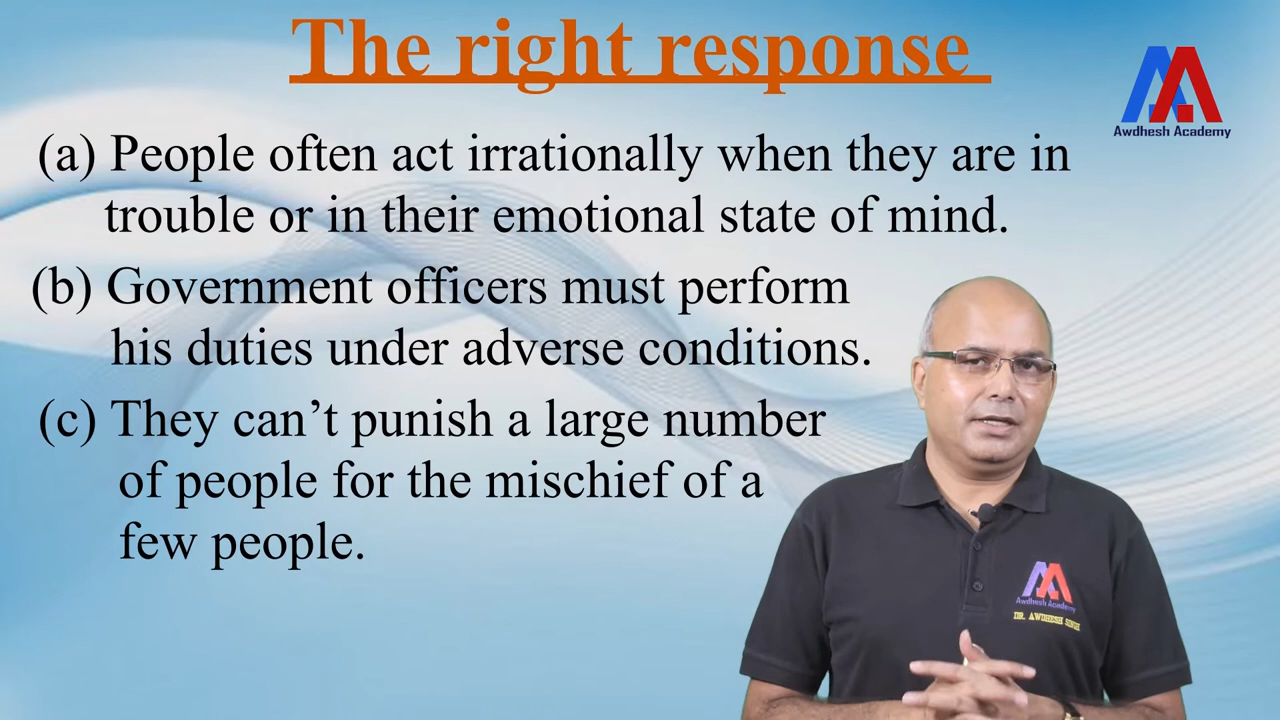 The right response
Awdhesh Academy
(a) People often act irrationally when they are in
trouble or in their emotional state of mind.
(b) Government officers must perform
his duties under adverse conditions.
(c) They can’t punish a large number
of people for the mischief of a
few people.
Awdhesh Academy
DR. AWDHESH SINGH